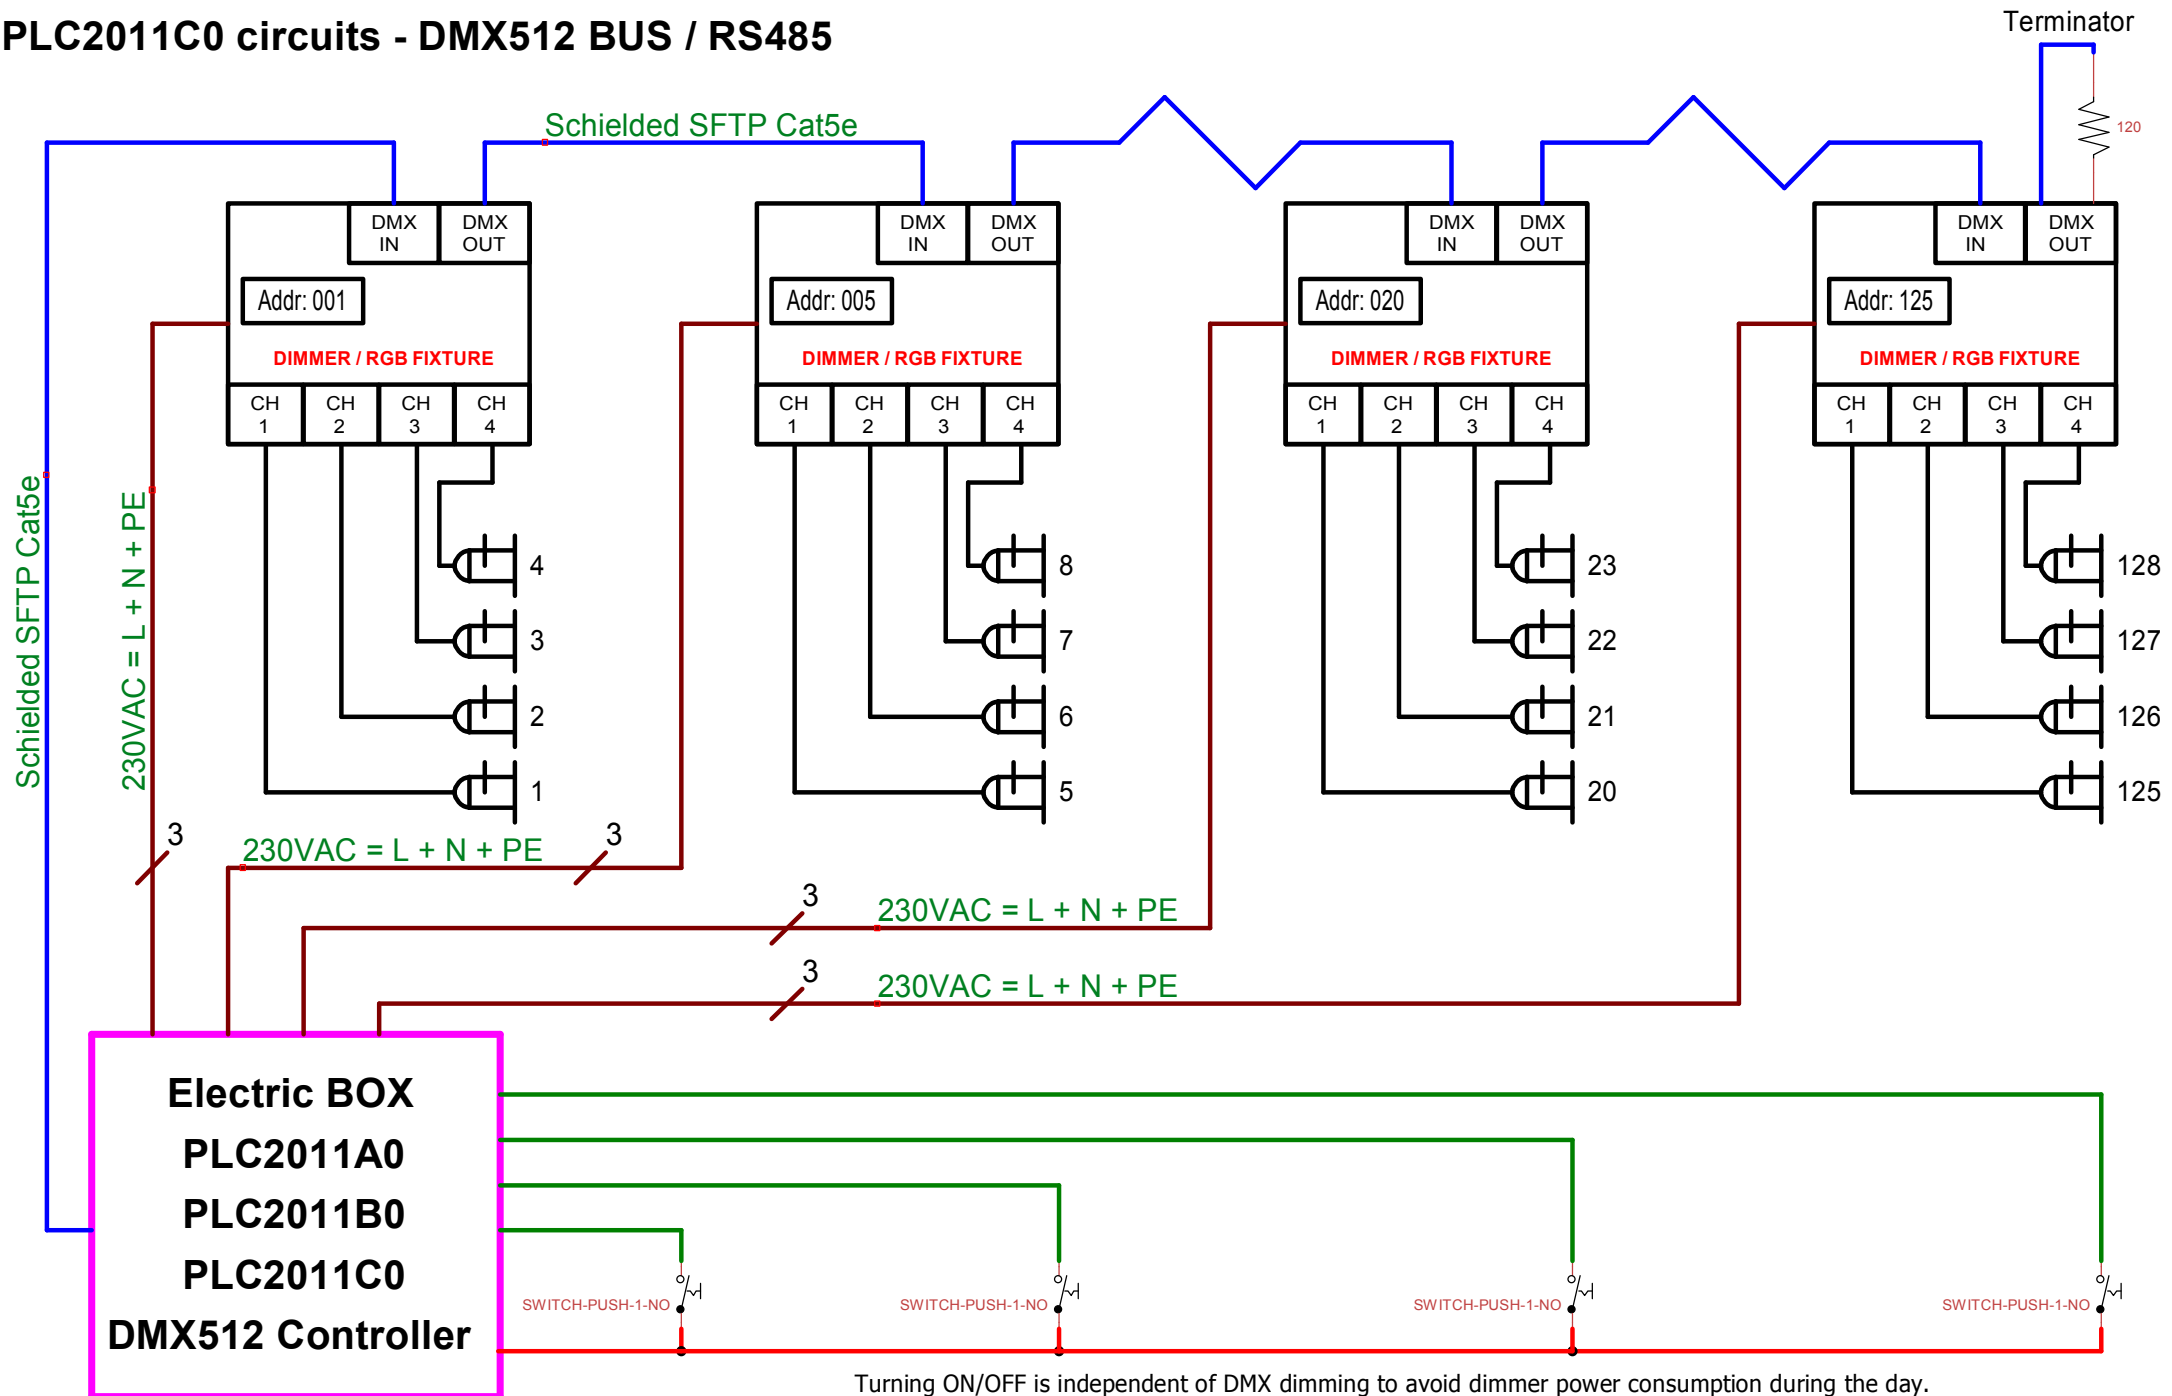 Terminator
PLC2011C0 circuits - DMX512 BUS / RS485
Schielded SFTP Cat5e
120
DMX IN
DMX OUT
Addr: 001
DIMMER / RGB FIXTURE
CH 1
CH 2
CH 3
CH 4
4
3
2
1
DMX IN
DMX OUT
Addr: 005
DIMMER / RGB FIXTURE
CH 1
CH 2
CH 3
CH 4
8
7
6
5
DMX IN
DMX OUT
Addr: 020
DIMMER / RGB FIXTURE
CH 1
CH 2
CH 3
CH 4
23
22
21
20
DMX IN
DMX OUT
Addr: 125
DIMMER / RGB FIXTURE
CH 1
CH 2
CH 3
CH 4
128
127
126
125
Schielded SFTP Cat5e
230VAC = L + N + PE
3
230VAC = L + N + PE
3
3
230VAC = L + N + PE
3
230VAC = L + N + PE
Electric BOX
PLC2011A0
PLC2011B0
PLC2011C0
DMX512 Controller
SWITCH-PUSH-1-NO
SWITCH-PUSH-1-NO
SWITCH-PUSH-1-NO
SWITCH-PUSH-1-NO
Turning ON/OFF is independent of DMX dimming to avoid dimmer power consumption during the day.